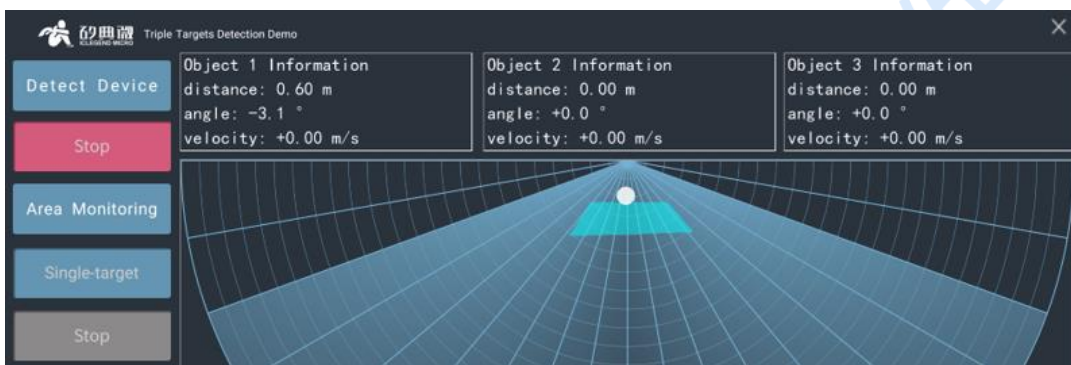 矽典微 Triple Targets Detection Demo
ICLEGEND MICRO
Detect Device
Stop
Area Monitoring
Single-target
Stop
Object 1 Information
distance: 0.60 m
angle: -3.1 °
velocity: +0.00 m/s
Object 2 Information
distance: 0.00 m
angle: +0.0 °
velocity: +0.00 m/s
Object 3 Information
distance: 0.00 m
angle: +0.0 °
velocity: +0.00 m/s